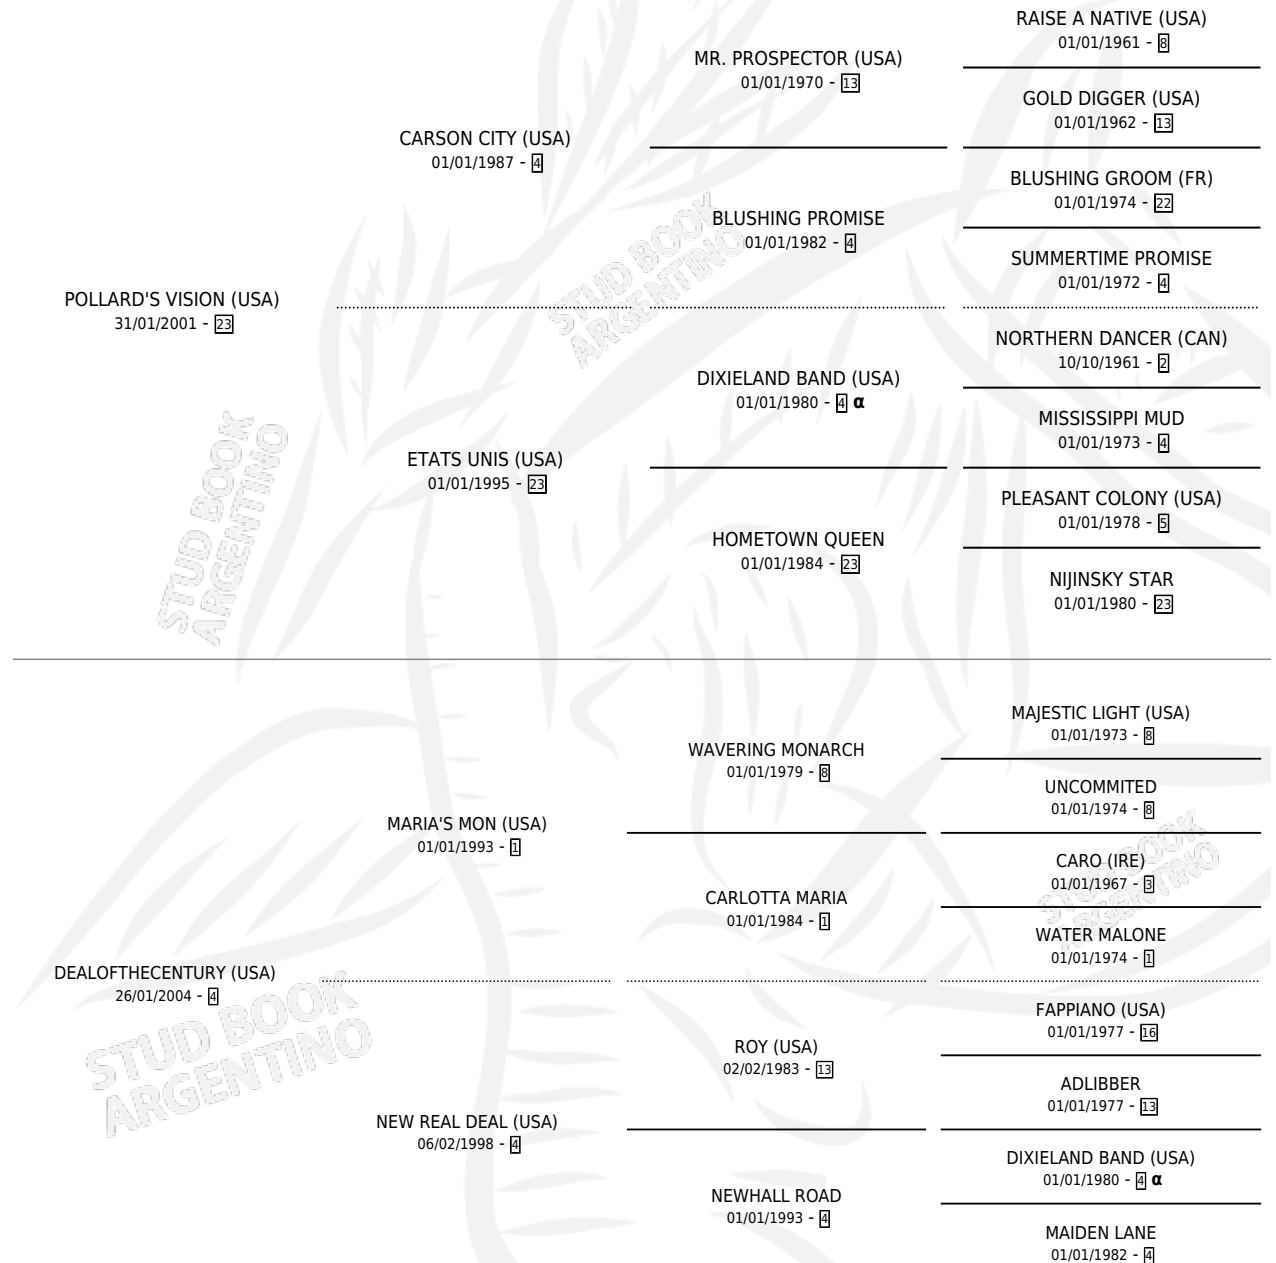 RAISE A NATIVE (USA)
01/01/1961 - 8
MR. PROSPECTOR (USA)
01/01/1970 - 13
GOLD DIGGER (USA)
01/01/1962 - 13
CARSON CITY (USA)
01/01/1987 - 4
BLUSHING GROOM (FR)
01/01/1974 - 22
BLUSHING PROMISE
01/01/1982 - 4
SUMMERTIME PROMISE
01/01/1972 - 4
POLLARD'S VISION (USA)
31/01/2001 - 23
NORTHERN DANCER (CAN)
10/10/1961 - 2
DIXIELAND BAND (USA)
01/01/1980 - 4 α
MISSISSIPPI MUD
01/01/1973 - 4
ETATS UNIS (USA)
01/01/1995 - 23
PLEASANT COLONY (USA)
01/01/1978 - 5
HOMETOWN QUEEN
01/01/1984 - 23
NIJINSKY STAR
01/01/1980 - 23
MAJESTIC LIGHT (USA)
01/01/1973 - 8
WAVERING MONARCH
01/01/1979 - 8
UNCOMMITED
01/01/1974 - 8
MARIA'S MON (USA)
01/01/1993 - 1
CARO (IRE)
01/01/1967 - 3
CARLOTTA MARIA
01/01/1984 - 1
WATER MALONE
01/01/1974 - 1
DEALOFTHECENTURY (USA)
26/01/2004 - 4
FAPPIANO (USA)
01/01/1977 - 16
ROY (USA)
02/02/1983 - 13
ADLIBBER
01/01/1977 - 13
NEW REAL DEAL (USA)
06/02/1998 - 4
DIXIELAND BAND (USA)
01/01/1980 - 4 α
NEWHALL ROAD
01/01/1993 - 4
MAIDEN LANE
01/01/1982 - 4
STUD BOOK
ARGENTINO
STUD BOOK
ARGENTINO
STUD BOOK
ARGENTINO
STUD BOOK
ARGENTINO